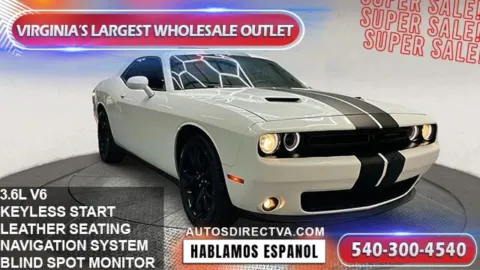 VIRGINIA'S LARGEST WHOLESALE OUTLET
SUPER SALE!
SUPER SALE!
SUPER SALE!
3.6L V6
KEYLESS START
LEATHER SEATING
NAVIGATION SYSTEM
BLIND SPOT MONITOR
AUTOSDIRECTVA.COM
HABLAMOS ESPANOL
540-300-4540